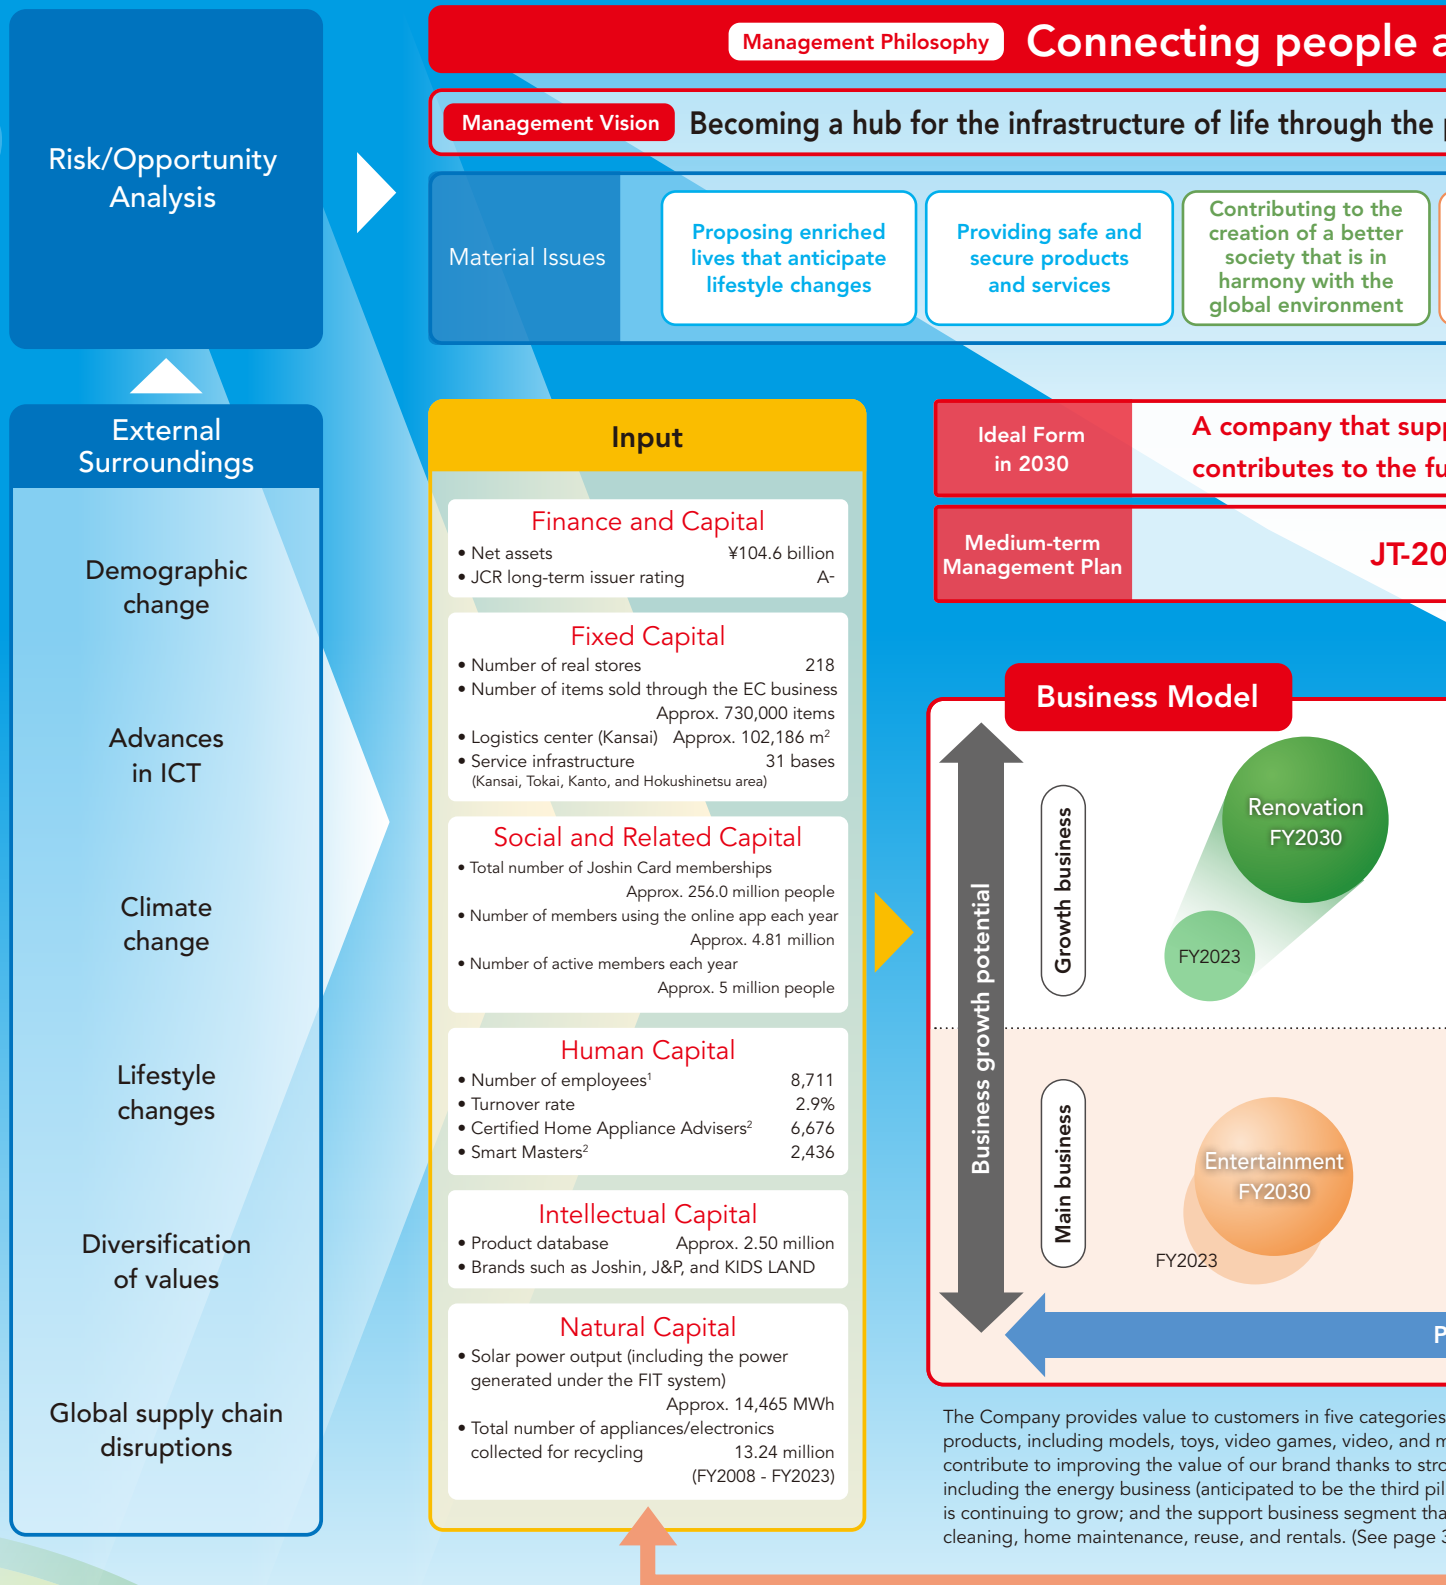 Risk/Opportunity
Analysis
External
Surroundings
Demographic
change
Advances
in ICT
Climate
change
Lifestyle
changes
Diversification
of values
Global supply chain
disruptions
Management Philosophy Connecting people
Management Vision Becoming a hub for the infrastructure of life through the
Material Issues
Proposing enriched
lives that anticipate
lifestyle changes
Providing safe and
secure products
and services
Contributing to the
creation of a better
society that is in
harmony with the
global environment
Input
Finance and Capital
• Net assets ¥104.6 billion
• JCR long-term issuer rating A-
Fixed Capital
• Number of real stores 218
• Number of items sold through the EC business
Approx. 730,000 items
• Logistics center (Kansai) Approx. 102,186 m²
• Service infrastructure 31 bases
(Kansai, Tokai, Kanto, and Hokushinetsu area)
Social and Related Capital
• Total number of Joshin Card memberships
Approx. 256.0 million people
• Number of members using the online app each year
Approx. 4.81 million
• Number of active members each year
Approx. 5 million people
Human Capital
• Number of employees¹ 8,711
• Turnover rate 2.9%
• Certified Home Appliance Advisers² 6,676
• Smart Masters² 2,436
Intellectual Capital
• Product database Approx. 2.50 million
• Brands such as Joshin, J&P, and KIDS LAND
Natural Capital
• Solar power output (including the power
generated under the FIT system)
Approx. 14,465 MWh
• Total number of appliances/electronics
collected for recycling 13.24 million
(FY2008 - FY2023)
Ideal Form
in 2030
A company that supp
contributes to the fu
Medium-term
Management Plan
JT-20
Business Model
Business growth potential
Growth business
Renovation
FY2030
FY2023
Main business
Entertainment
FY2030
FY2023
P
The Company provides value to customers in five categories
products, including models, toys, video games, video, and m
contribute to improving the value of our brand thanks to stro
including the energy business (anticipated to be the third pil
is continuing to grow; and the support business segment tha
cleaning, home maintenance, reuse, and rentals. (See page 3